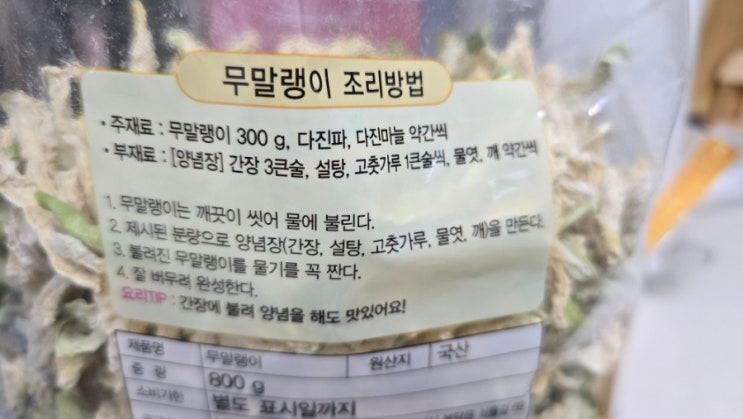 무말랭이 조리방법
• 주재료 : 무말랭이 300 g, 다진파, 다진마늘 약간씩
• 부재료 : [양념장] 간장 3큰술, 설탕, 고춧가루 1큰술씩, 물엿, 깨 약간씩
1. 무말랭이는 깨끗이 씻어 물에 불린다.
2. 제시된 분량으로 양념장(간장, 설탕, 고춧가루, 물엿, 깨)을 만든다.
3. 불려진 무말랭이를 물기를 꼭 짠다.
4. 잘 버무려 완성한다.
요리TIP : 간장에 불려 양념을 해도 맛있어요!
제품명 무말랭이 원산지 국산
중 량 800 g
소비기한 별도 표시일까지